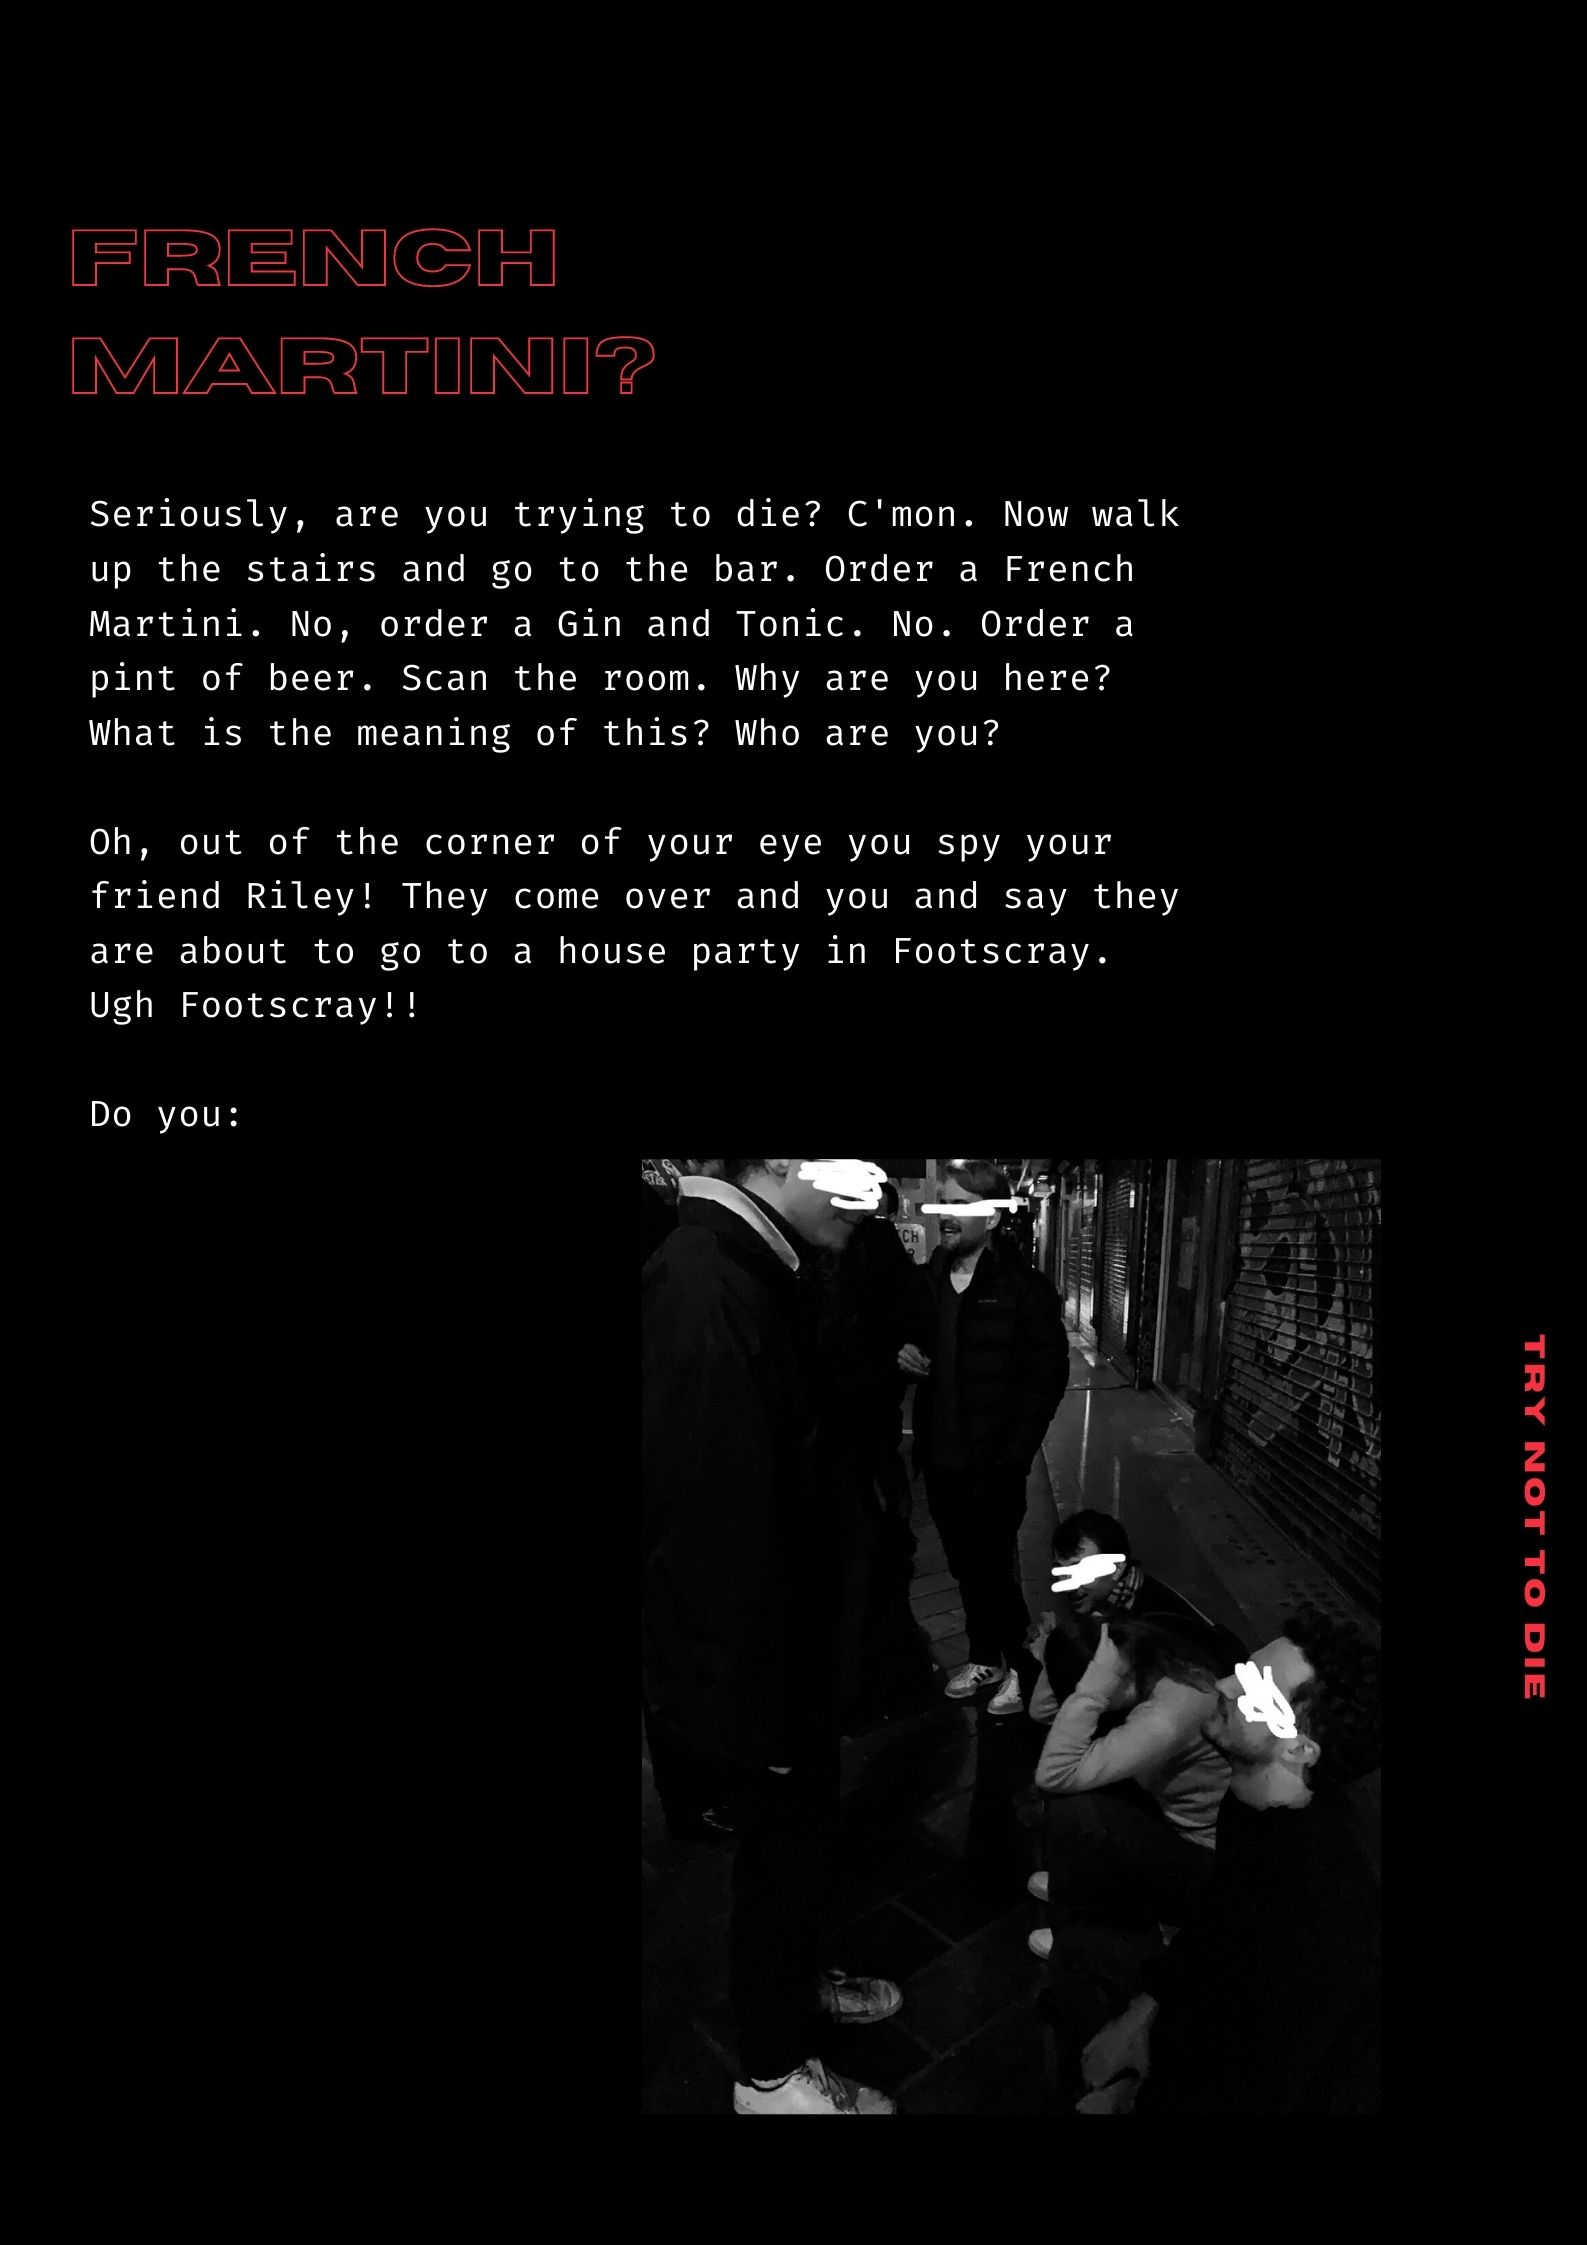 FRENCH
MARTINI?
Seriously, are you trying to die? C'mon. Now walk
up the stairs and go to the bar. Order a French
Martini. No, order a Gin and Tonic. No. Order a
pint of beer. Scan the room. Why are you here?
What is the meaning of this? Who are you?
Oh, out of the corner of your eye you spy your
friend Riley! They come over and you and say they
are about to go to a house party in Footscray.
Ugh Footscray!!
Do you:
TRY NOT TO DIE